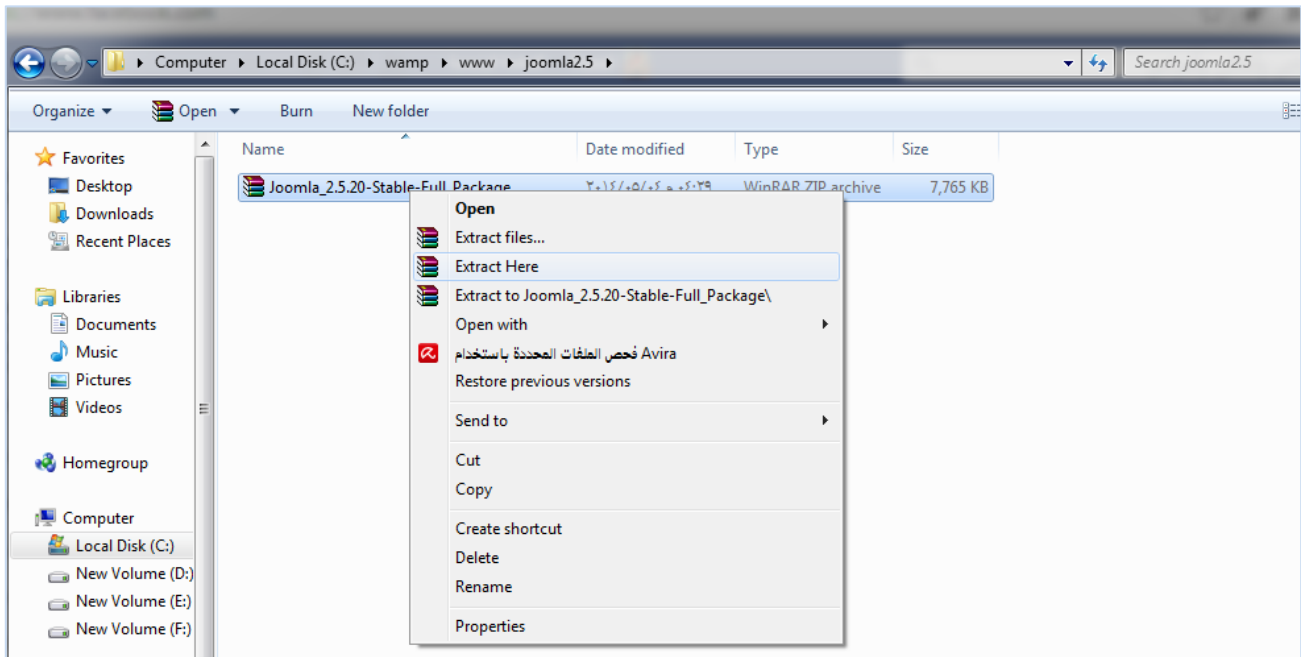 Computer ▸ Local Disk (C:) ▸ wamp ▸ www ▸ joomla2.5 ▸
Search joomla2.5
Organize Open Burn New folder
Name Date modified Type Size
Joomla_2.5.20-Stable-Full_Package WinRAR ZIP archive 7,765 KB
Favorites
Desktop
Downloads
Recent Places
Libraries
Documents
Music
Pictures
Videos
Homegroup
Computer
Local Disk (C:)
New Volume (D:)
New Volume (E:)
New Volume (F:)
Open
Extract files...
Extract Here
Extract to Joomla_2.5.20-Stable-Full_Package\
Open with
فحص الملفات المحددة باستخدام Avira
Restore previous versions
Send to
Cut
Copy
Create shortcut
Delete
Rename
Properties